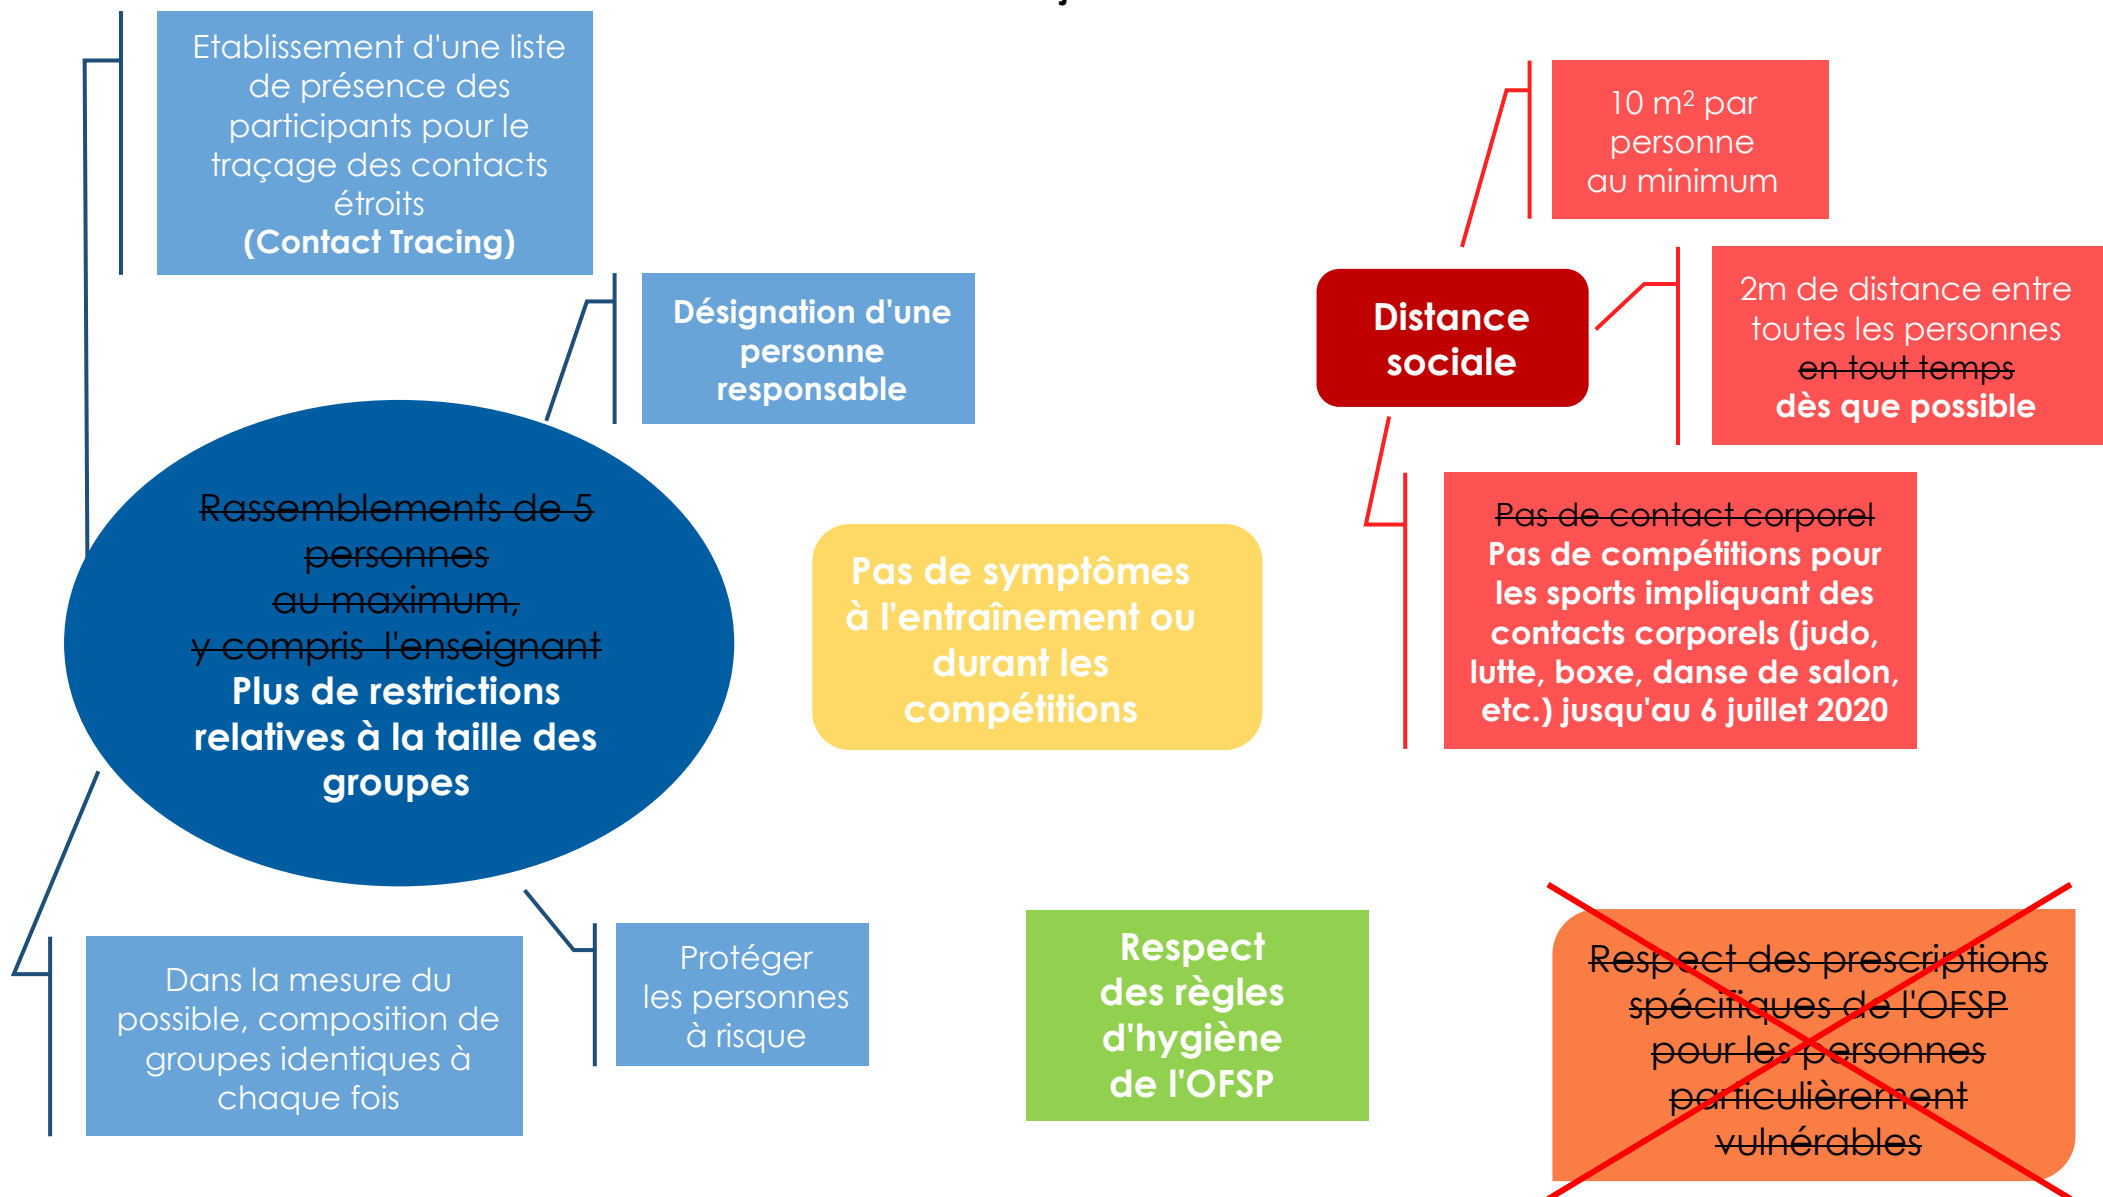 Etablissement d'une liste
de présence des
participants pour le
traçage des contacts
étroits
(Contact Tracing)
Désignation d'une
personne
responsable
Rassemblements de 5
personnes
au maximum,
y compris l'enseignant
Plus de restrictions
relatives à la taille des
groupes
Dans la mesure du
possible, composition de
groupes identiques à
chaque fois
Protéger
les personnes
à risque
Pas de symptômes
à l'entraînement ou
durant les
compétitions
Respect
des règles
d'hygiène
de l'OFSP
Distance
sociale
10 m² par
personne
au minimum
2m de distance entre
toutes les personnes
en tout temps
dès que possible
Pas de contact corporel
Pas de compétitions pour
les sports impliquant des
contacts corporels (judo,
lutte, boxe, danse de salon,
etc.) jusqu'au 6 juillet 2020
Respect des prescriptions
spécifiques de l'OFSP
pour les personnes
particulièrement
vulnérables